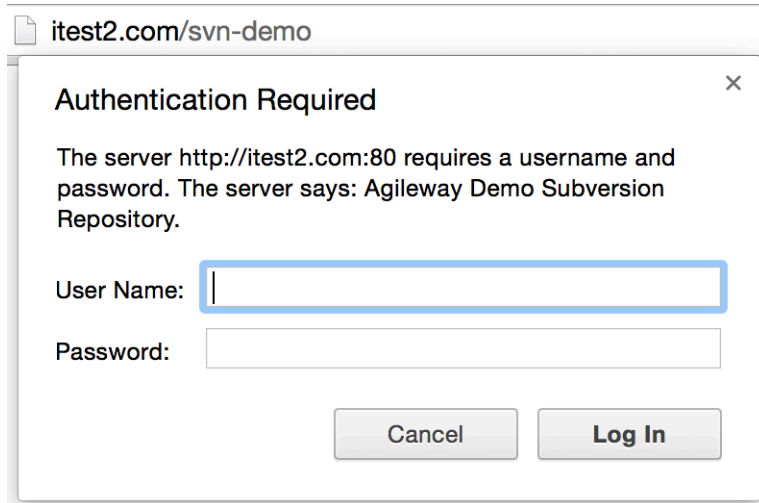 itest2.com/svn-demo
Authentication Required
The server http://itest2.com:80 requires a username and
password. The server says: Agileway Demo Subversion
Repository.
User Name:
Password:
Cancel
Log In